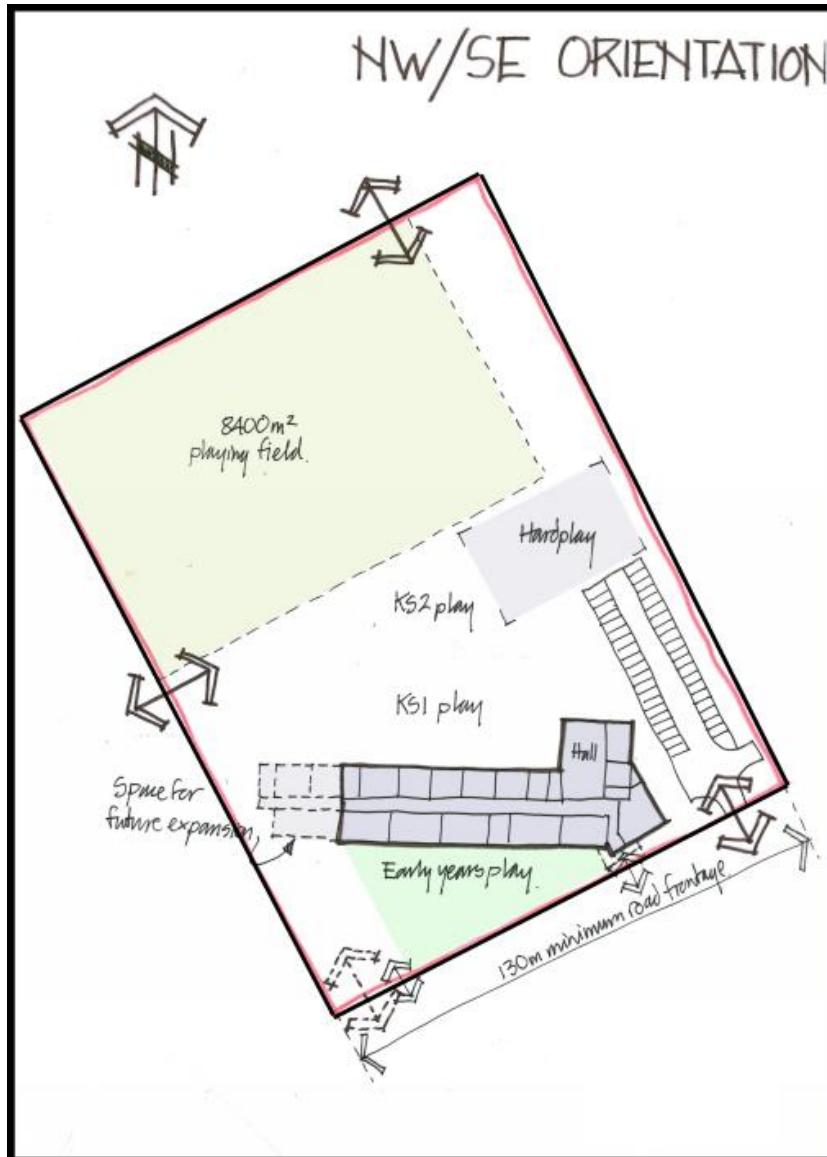 NW/SE ORIENTATION
8400m²
playing field.
Hardplay
KS2 play
KS1 play
Hall
Space for
future expansion
Early years play.
130m minimum road frontage.